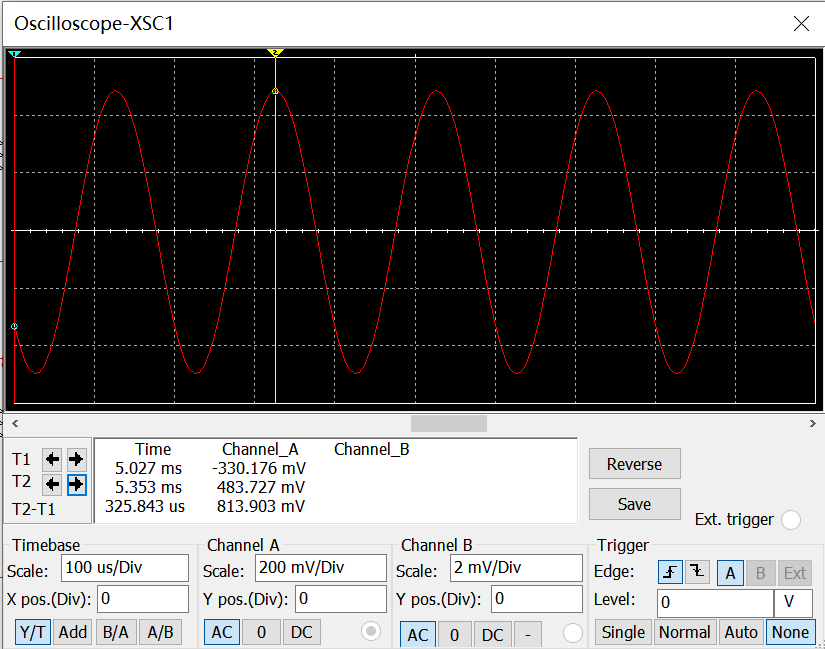 Oscilloscope-XSC1
1
2
Time Channel_A Channel_B
T1 5.027 ms -330.176 mV
T2 5.353 ms 483.727 mV
T2-T1 325.843 us 813.903 mV
Reverse
Save
Ext. trigger
Timebase Channel A Channel B Trigger
Scale: 100 us/Div Scale: 200 mV/Div Scale: 2 mV/Div Edge: A B Ext
X pos.(Div): 0 Y pos.(Div): 0 Y pos.(Div): 0 Level: 0 V
Y/T Add B/A A/B AC 0 DC AC 0 DC - Single Normal Auto None